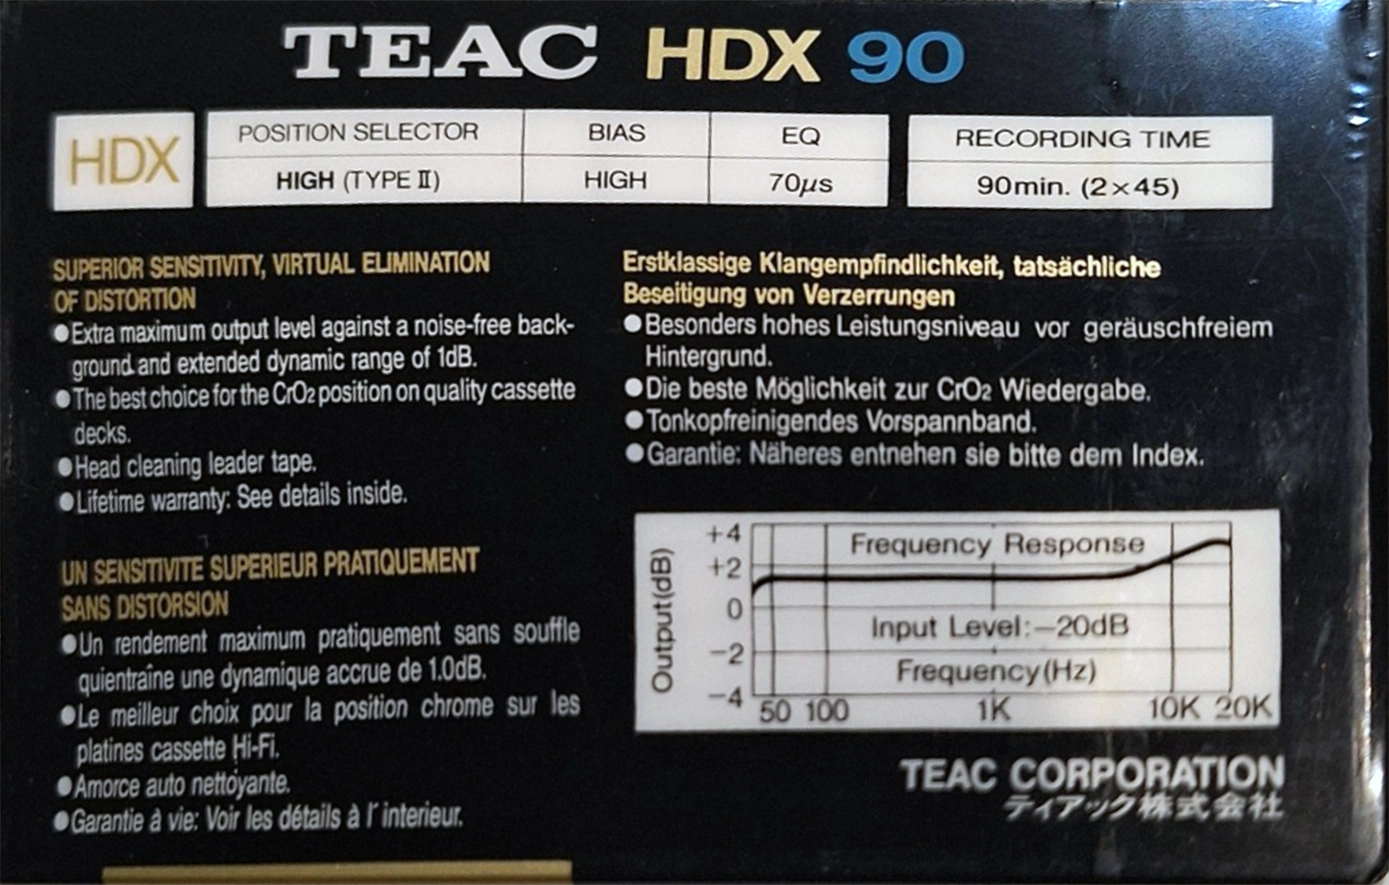 TEAC HDX 90
HDX
POSITION SELECTOR BIAS EQ
HIGH (TYPE II) HIGH 70μs
RECORDING TIME
90min. (2×45)
SUPERIOR SENSITIVITY, VIRTUAL ELIMINATION
OF DISTORTION
●Extra maximum output level against a noise-free back-
ground and extended dynamic range of 1dB.
●The best choice for the CrO2 position on quality cassette
decks.
●Head cleaning leader tape.
●Lifetime warranty: See details inside.
UN SENSITIVITE SUPERIEUR PRATIQUEMENT
SANS DISTORSION
●Un rendement maximum pratiquement sans souffle
quientraîne une dynamique accrue de 1.0dB.
●Le meilleur choix pour la position chrome sur les
platines cassette Hi-Fi.
●Amorce auto nettoyante.
●Garantie à vie: Voir les détails à l' interieur.
Erstklassige Klangempfindlichkeit, tatsächliche
Beseitigung von Verzerrungen
●Besonders hohes Leistungsniveau vor geräuschfreiem
Hintergrund.
●Die beste Möglichkeit zur CrO2 Wiedergabe.
●Tonkopfreinigendes Vorspannband.
●Garantie: Näheres entnehen sie bitte dem Index.
Output(dB)
+4
+2
0
−2
−4
Frequency Response
Input Level:−20dB
Frequency(Hz)
50 100 1K 10K 20K
TEAC CORPORATION
ティアック株式会社